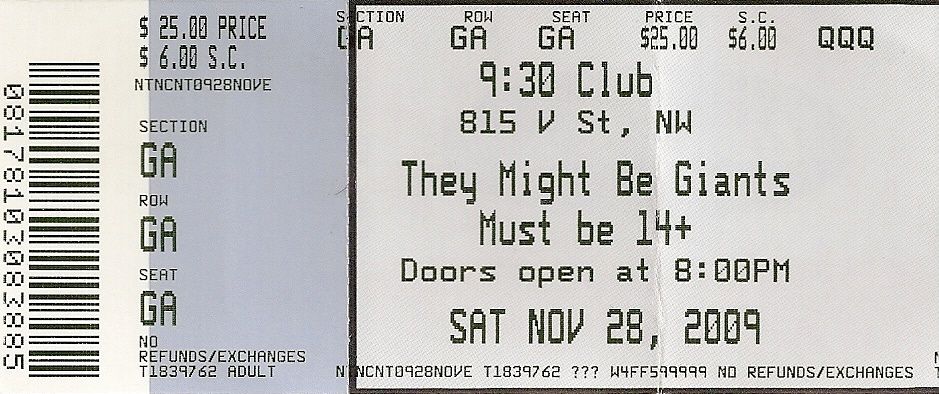 081781030838885
$ 25.00 PRICE
$ 6.00 S.C.
NTNCNT0928NOVE
SECTION
GA
ROW
GA
SEAT
GA
NO
REFUNDS/EXCHANGES
T1839762 ADULT
SECTION ROW SEAT PRICE S.C.
GA GA GA $25.00 $6.00 QQQ
9:30 Club
815 V St, NW
They Might Be Giants
Must be 14+
Doors open at 8:00PM
SAT NOV 28, 2009
NTNCNT0928NOVE T1839762 ??? W4FF599999 NO REFUNDS/EXCHANGES